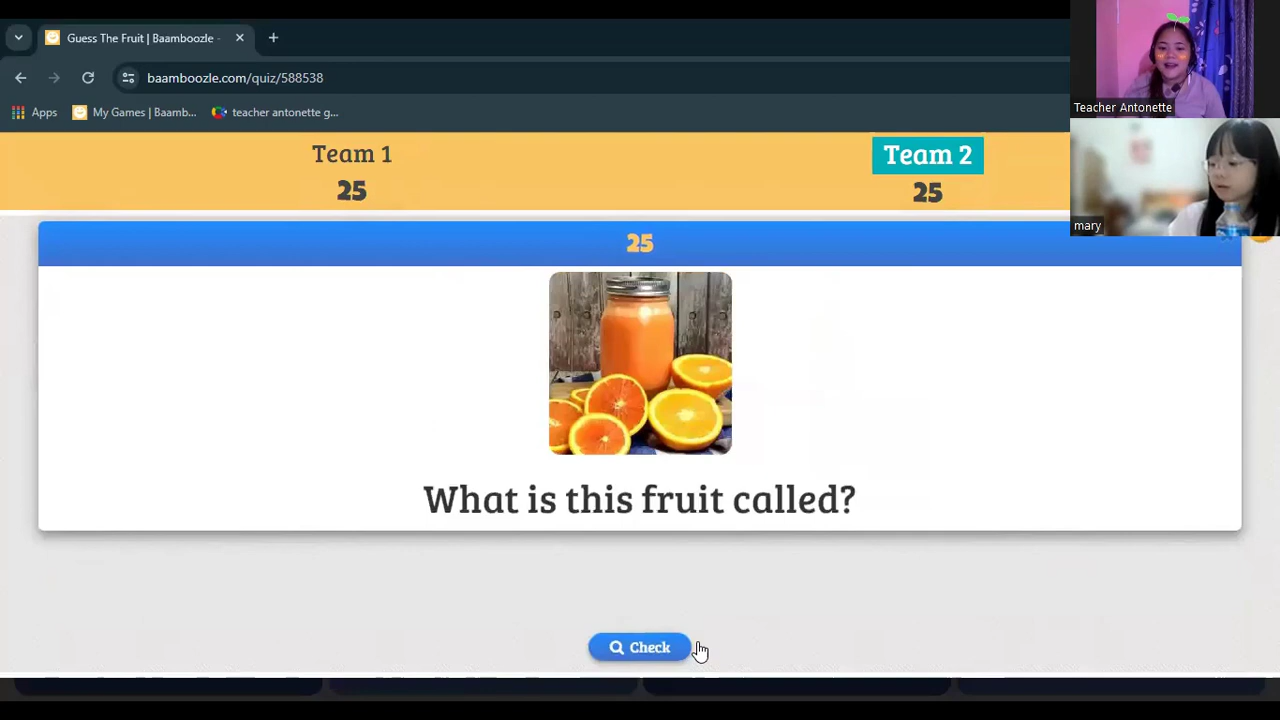 Guess The Fruit | Baamboozle -
baamboozle.com/quiz/588538
Apps
My Games | Baamb...
teacher antonette g...
Teacher Antonette
mary
Team 1
25
Team 2
25
25
What is this fruit called?
Check